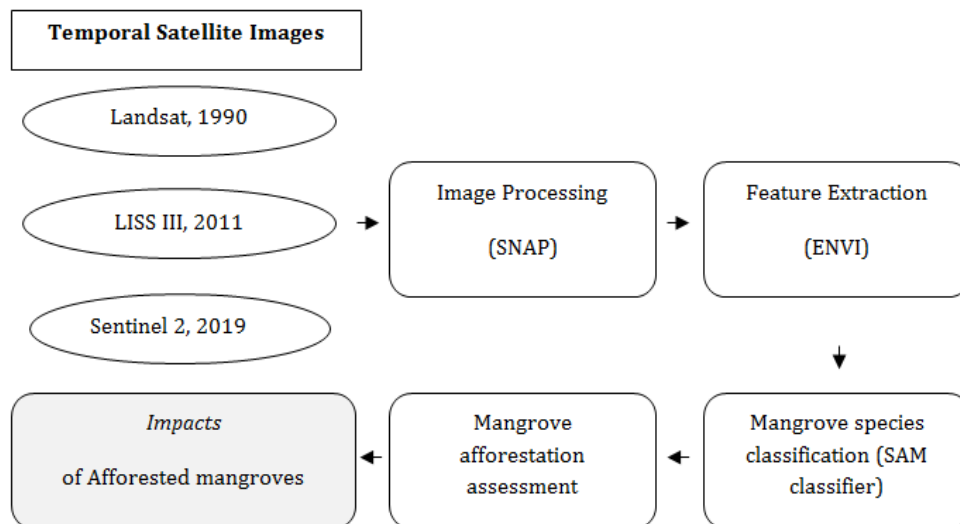 Temporal Satellite Images
Landsat, 1990
LISS III, 2011
Sentinel 2, 2019
Image Processing
(SNAP)
Feature Extraction
(ENVI)
Mangrove species
classification (SAM
classifier)
Mangrove
afforestation
assessment
Impacts
of Afforested mangroves